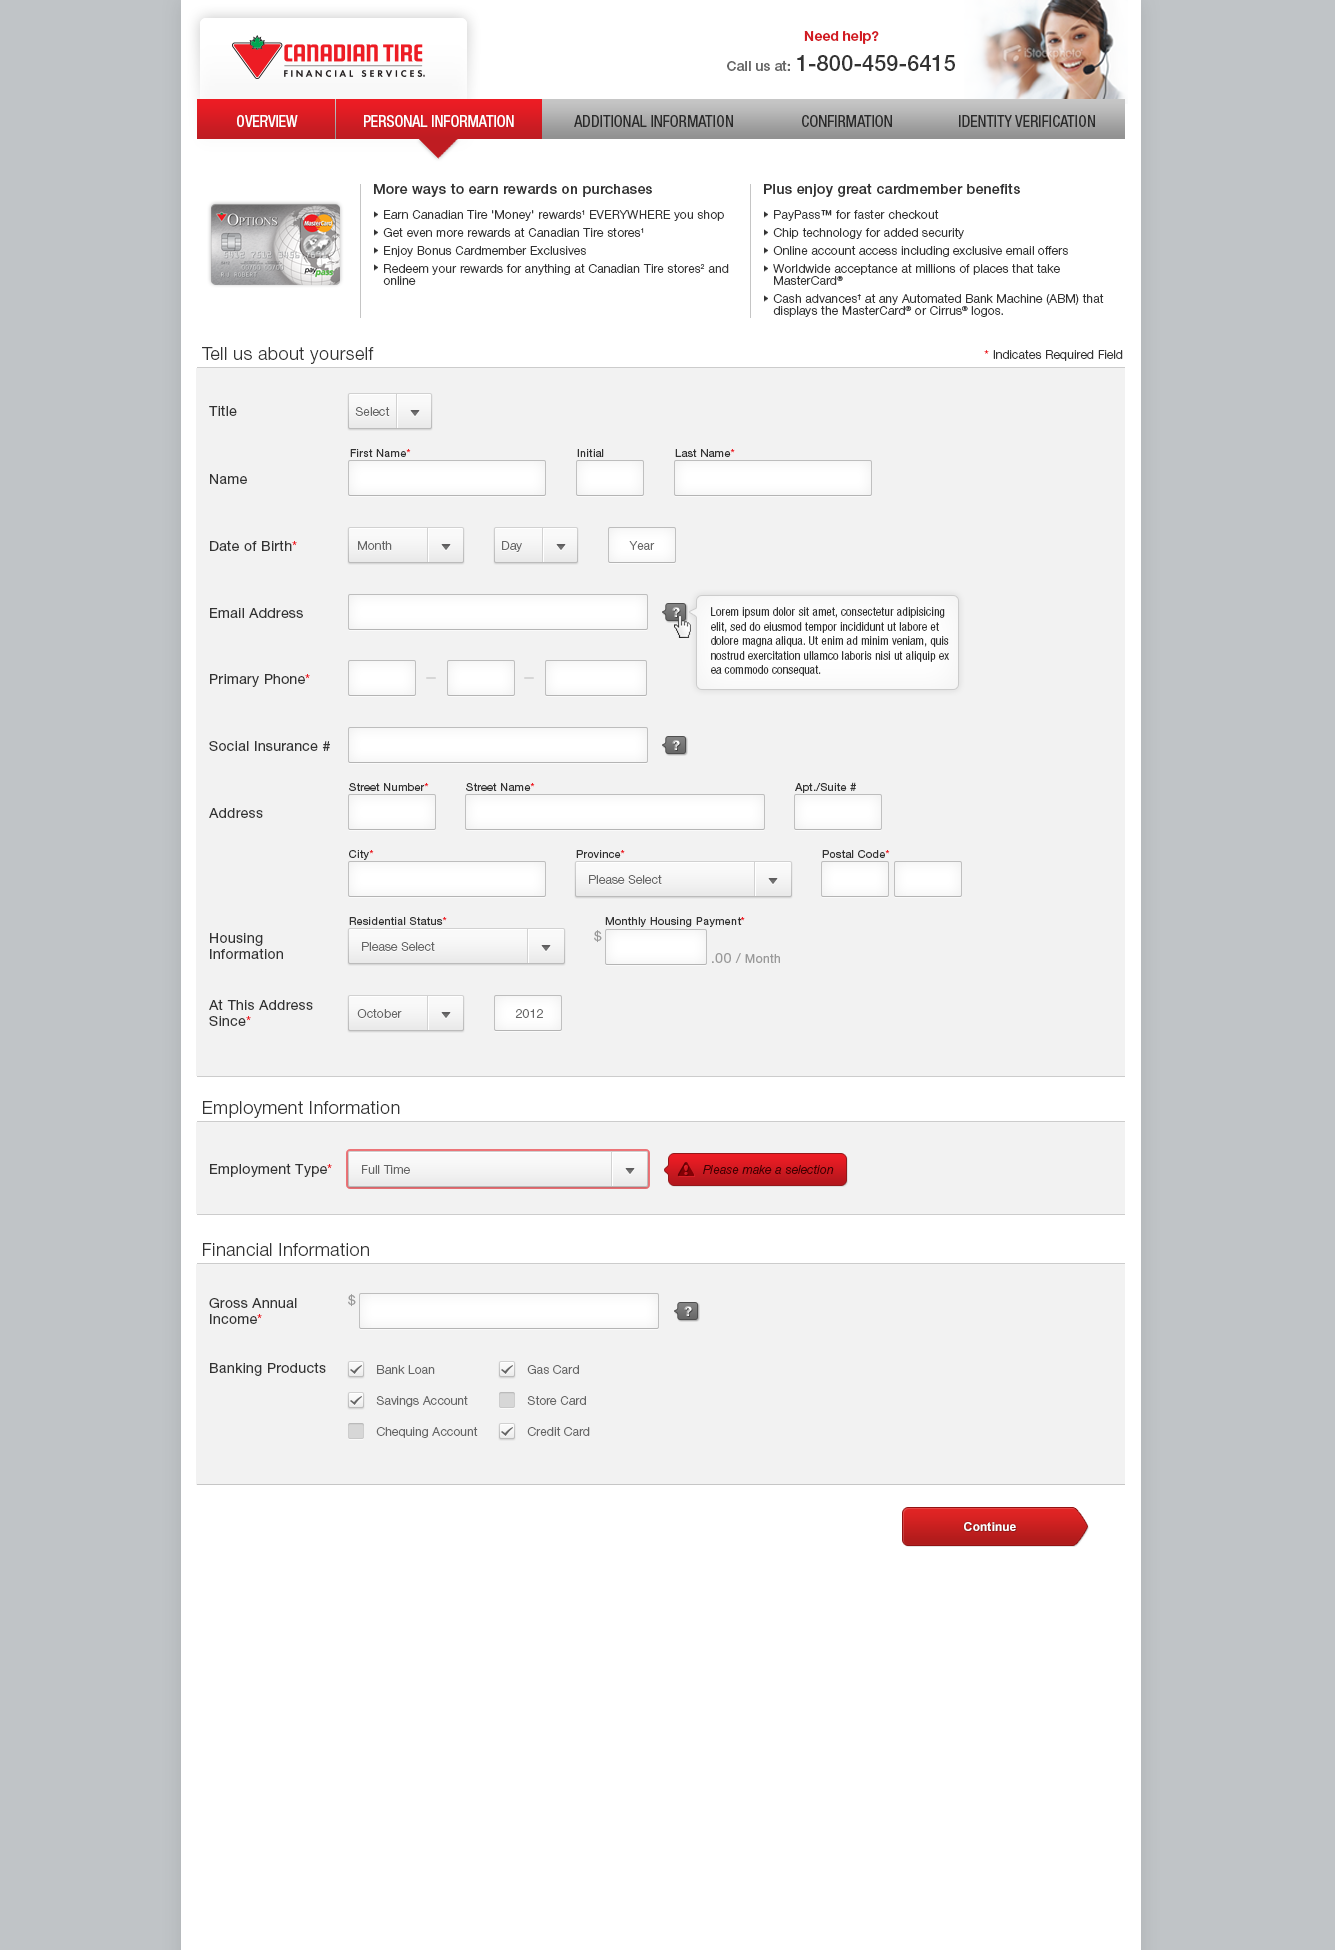 CANADIAN TIRE
FINANCIAL SERVICES.
Need help?
Call us at: 1-800-459-6415
iStockphoto
OVERVIEW
PERSONAL INFORMATION
ADDITIONAL INFORMATION
CONFIRMATION
IDENTITY VERIFICATION
OPTIONS
MasterCard
More ways to earn rewards on purchases
Earn Canadian Tire 'Money' rewards¹ EVERYWHERE you shop
Get even more rewards at Canadian Tire stores¹
Enjoy Bonus Cardmember Exclusives
Redeem your rewards for anything at Canadian Tire stores² and
online
Plus enjoy great cardmember benefits
PayPass™ for faster checkout
Chip technology for added security
Online account access including exclusive email offers
Worldwide acceptance at millions of places that take
MasterCard®
Cash advances† at any Automated Bank Machine (ABM) that
displays the MasterCard® or Cirrus® logos.
Tell us about yourself
* Indicates Required Field
Title
Select
Name
First Name*
Initial
Last Name*
Date of Birth*
Month
Day
Year
Email Address
?
Lorem ipsum dolor sit amet, consectetur adipisicing
elit, sed do eiusmod tempor incididunt ut labore et
dolore magna aliqua. Ut enim ad minim veniam, quis
nostrud exercitation ullamco laboris nisi ut aliquip ex
ea commodo consequat.
Primary Phone*
– –
Social Insurance #
?
Address
Street Number*
Street Name*
Apt./Suite #
City*
Province*
Please Select
Postal Code*
Housing
Information
Residential Status*
Please Select
Monthly Housing Payment*
$
.00 / Month
At This Address
Since*
October
2012
Employment Information
Employment Type*
Full Time
Please make a selection
Financial Information
Gross Annual
Income*
$
?
Banking Products
Bank Loan
Gas Card
Savings Account
Store Card
Chequing Account
Credit Card
Continue